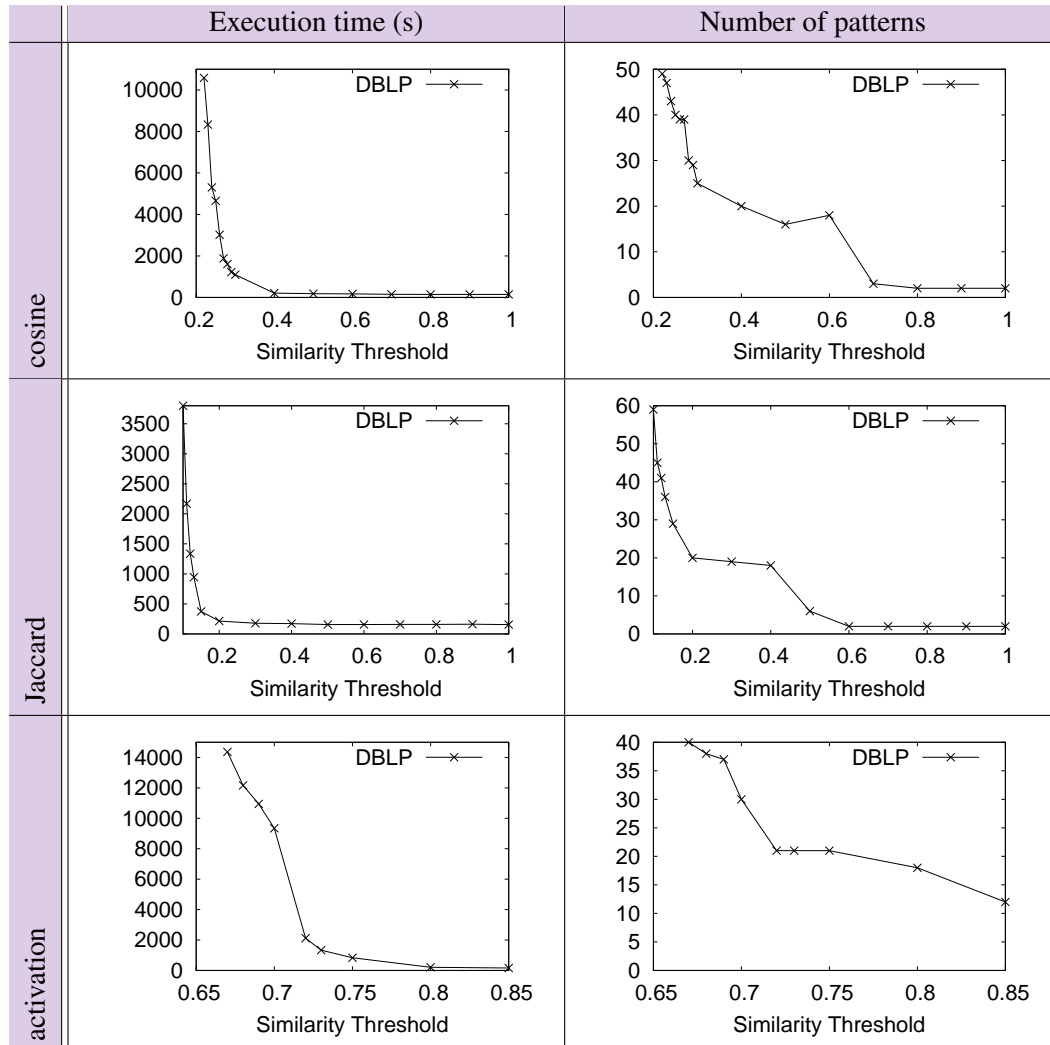 Execution time (s) Number of patterns
cosine
DBLP
10000
8000
6000
4000
2000
0
0.2 0.4 0.6 0.8 1
Similarity Threshold
DBLP
50
40
30
20
10
0
0.2 0.4 0.6 0.8 1
Similarity Threshold
Jaccard
DBLP
3500
3000
2500
2000
1500
1000
500
0
0.2 0.4 0.6 0.8 1
Similarity Threshold
DBLP
60
50
40
30
20
10
0
0.2 0.4 0.6 0.8 1
Similarity Threshold
activation
DBLP
14000
12000
10000
8000
6000
4000
2000
0
0.65 0.7 0.75 0.8 0.85
Similarity Threshold
DBLP
40
35
30
25
20
15
10
5
0
0.65 0.7 0.75 0.8 0.85
Similarity Threshold